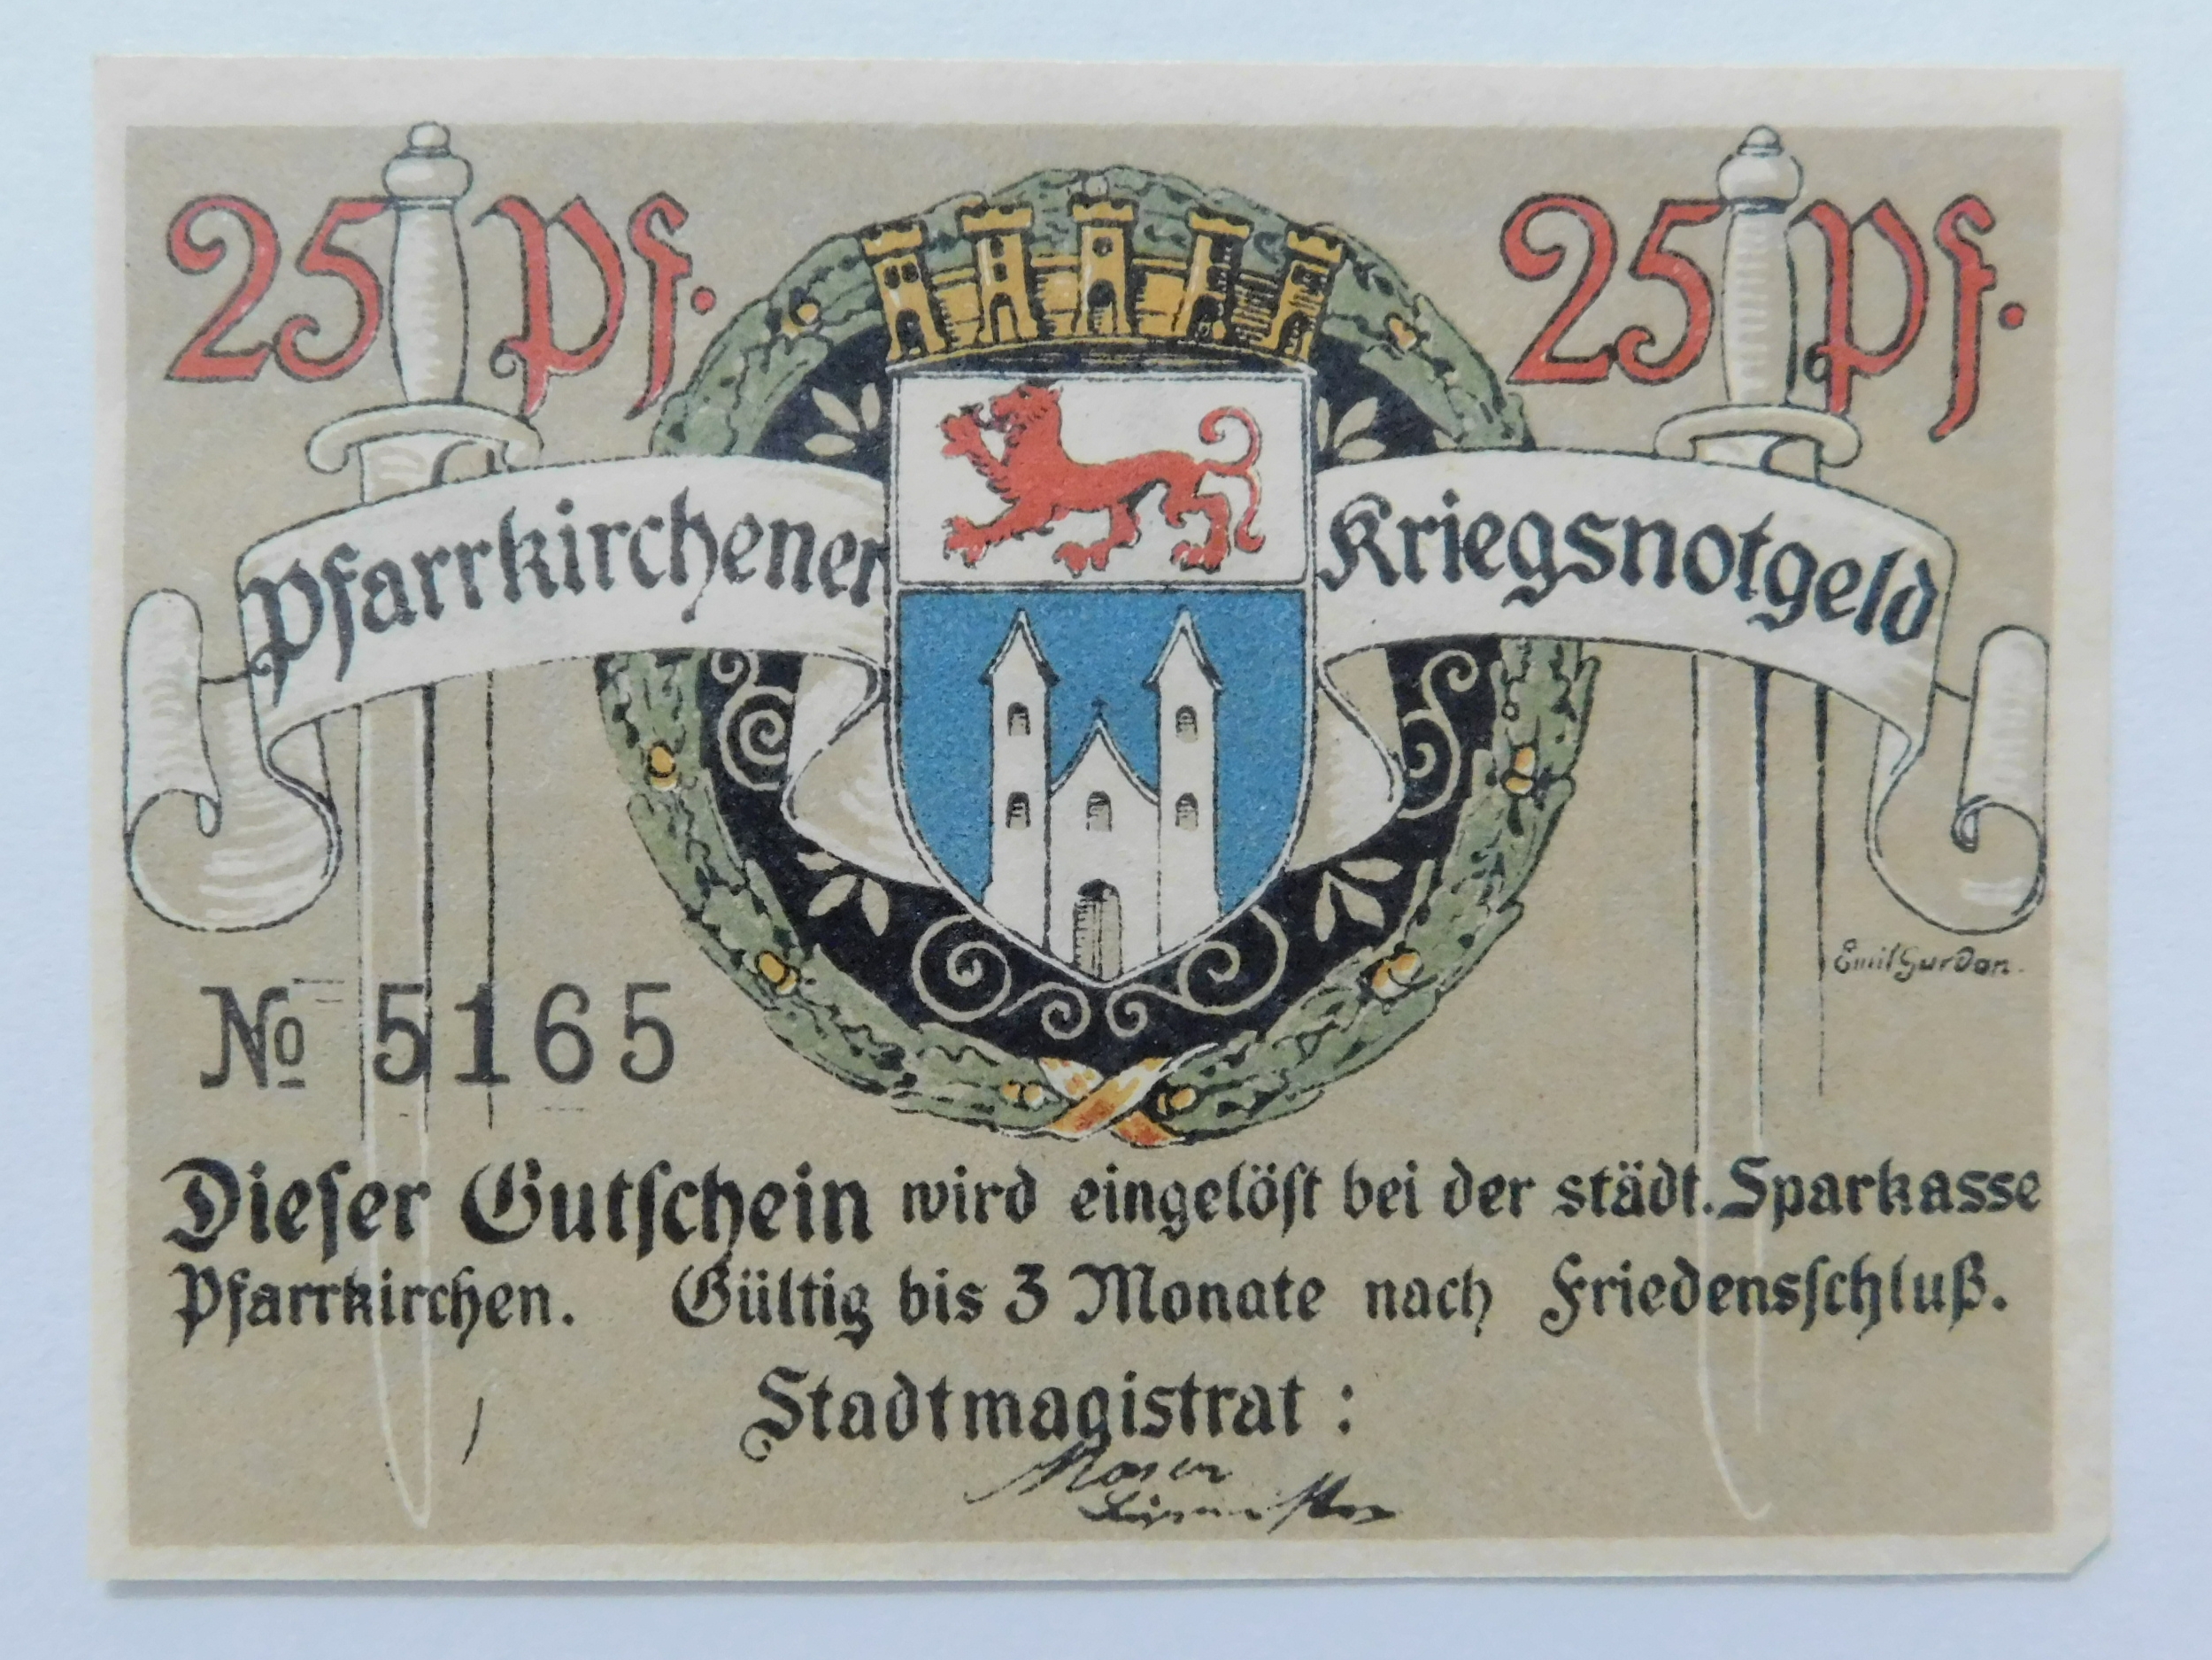 25 Pf. 25 Pf.
Pfarrkirchener Kriegsnotgeld
Emil Gurdan.
№ 5165
Dieſer Gutſchein wird eingelöſt bei der städt. Sparkasse
Pfarrkirchen. Gültig bis 3 Monate nach Friedensſchluß.
Stadtmagistrat :